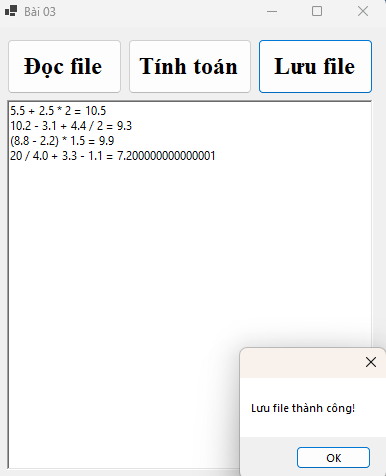 Bài 03
Đọc file
Tính toán
Lưu file
5.5 + 2.5 * 2 = 10.5
10.2 - 3.1 + 4.4 / 2 = 9.3
(8.8 - 2.2) * 1.5 = 9.9
20 / 4.0 + 3.3 - 1.1 = 7.200000000000001
Lưu file thành công!
OK